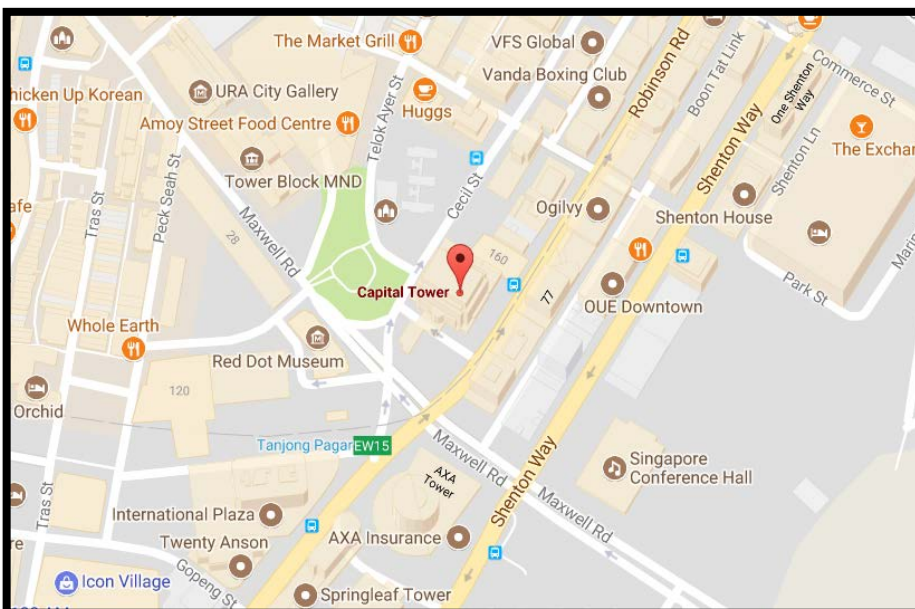 The Market Grill
VFS Global
Vanda Boxing Club
Robinson Rd
Boon Tat Link
Shenton Way
One Shenton
Way
Commerce St
hicken Up Korean
URA City Gallery
Huggs
Amoy Street Food Centre
Telok Ayer St
The Exchan
Shenton Ln
Tower Block MND
Cecil St
Ogilvy
Shenton House
Peck Seah St
Tras St
afe
28
Maxwell Rd
160
Marin
Capital Tower
77
OUE Downtown
Park St
Whole Earth
Red Dot Museum
120
Orchid
Tanjong Pagar
EW15
Maxwell Rd
Shenton Way
Singapore
Conference Hall
AXA
Tower
Maxwell Rd
Tras St
International Plaza
AXA Insurance
re
Twenty Anson
Gopeng St
Icon Village
Springleaf Tower